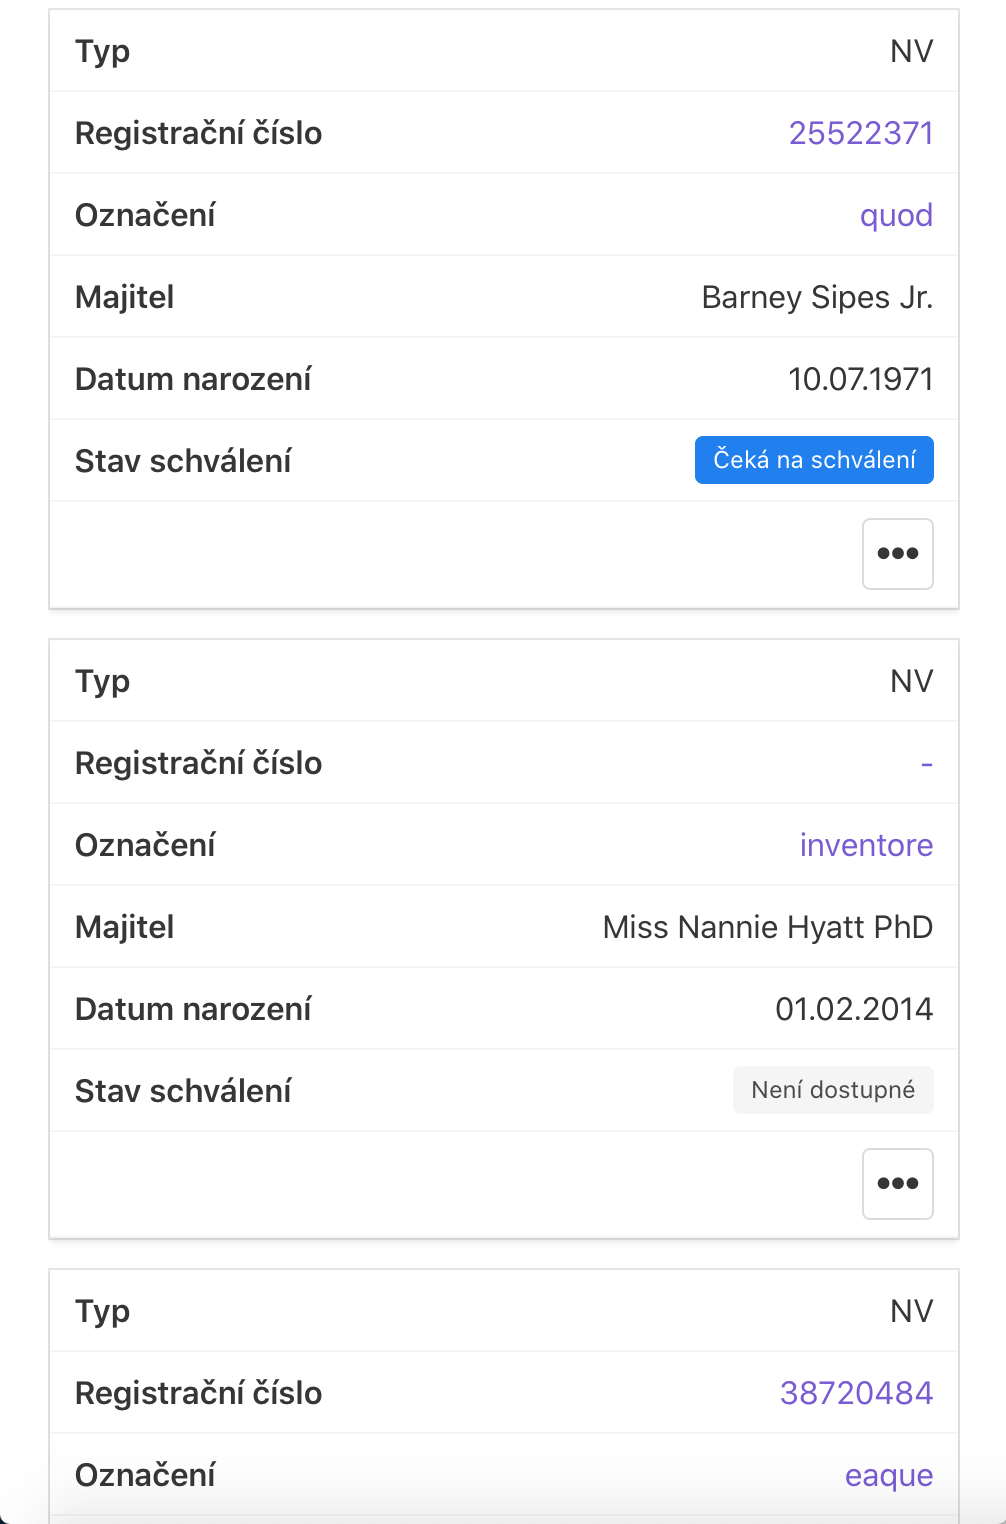 Typ NV
Registrační číslo 25522371
Označení quod
Majitel Barney Sipes Jr.
Datum narození 10.07.1971
Stav schválení Čeká na schválení
Typ NV
Registrační číslo -
Označení inventore
Majitel Miss Nannie Hyatt PhD
Datum narození 01.02.2014
Stav schválení Není dostupné
Typ NV
Registrační číslo 38720484
Označení eaque